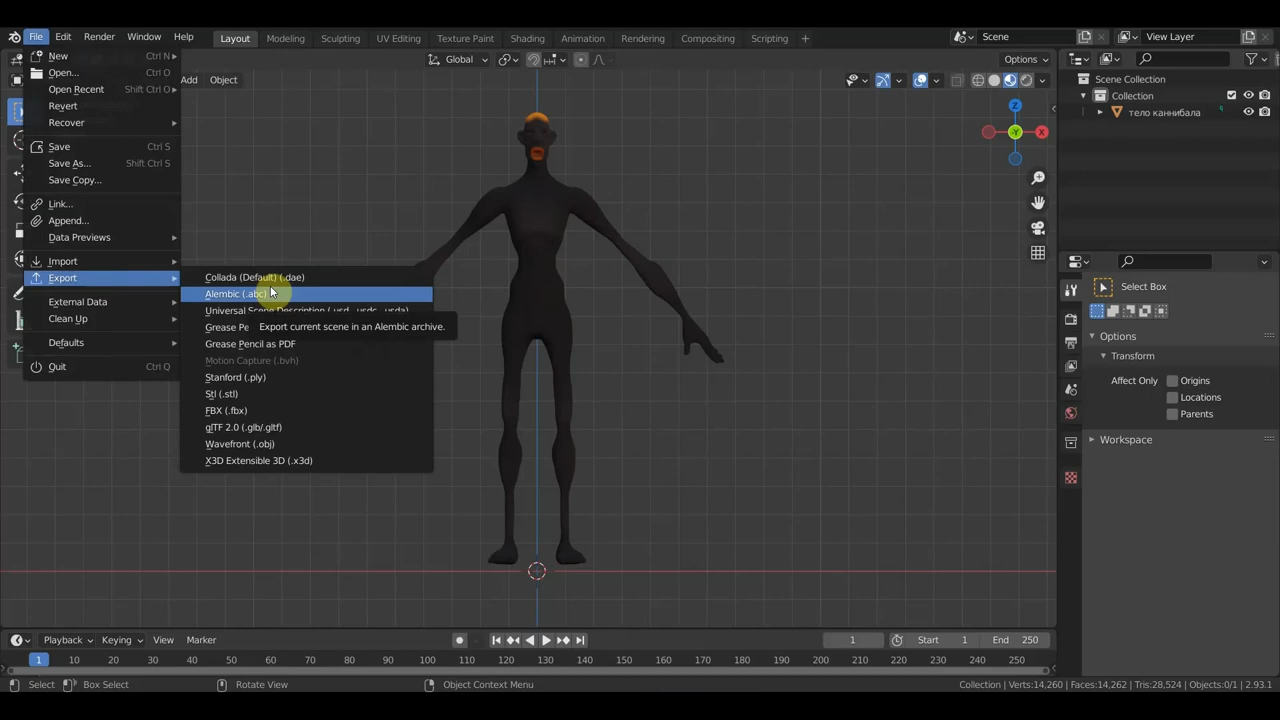 File Edit Render Window Help Layout Modeling Sculpting UV Editing Texture Paint Shading Animation Rendering Compositing Scripting + Scene View Layer
New Ctrl N
Open... Ctrl O
Open Recent Shift Ctrl O
Revert
Recover
Save Ctrl S
Save As... Shift Ctrl S
Save Copy...
Link...
Append...
Data Previews
Import
Export
External Data
Clean Up
Defaults
Quit Ctrl Q
Add Object
Global
Options
Collada (Default) (.dae)
Alembic (.abc)
Universal Scene Description (.usd, .usdc, .usda)
Export current scene in an Alembic archive.
Grease Pe
Grease Pencil as PDF
Motion Capture (.bvh)
Stanford (.ply)
Stl (.stl)
FBX (.fbx)
glTF 2.0 (.glb/.gltf)
Wavefront (.obj)
X3D Extensible 3D (.x3d)
Z
X
-Y
Scene Collection
Collection
тело каннибала
Select Box
Options
Transform
Affect Only Origins
Locations
Parents
Workspace
Playback Keying View Marker 1 Start 1 End 250
1 10 20 30 40 50 60 70 80 90 100 110 120 130 140 150 160 170 180 190 200 210 220 230 240 250
Select Box Select Rotate View Object Context Menu Collection | Verts:14,260 | Faces:14,262 | Tris:28,524 | Objects:0/1 | 2.93.1